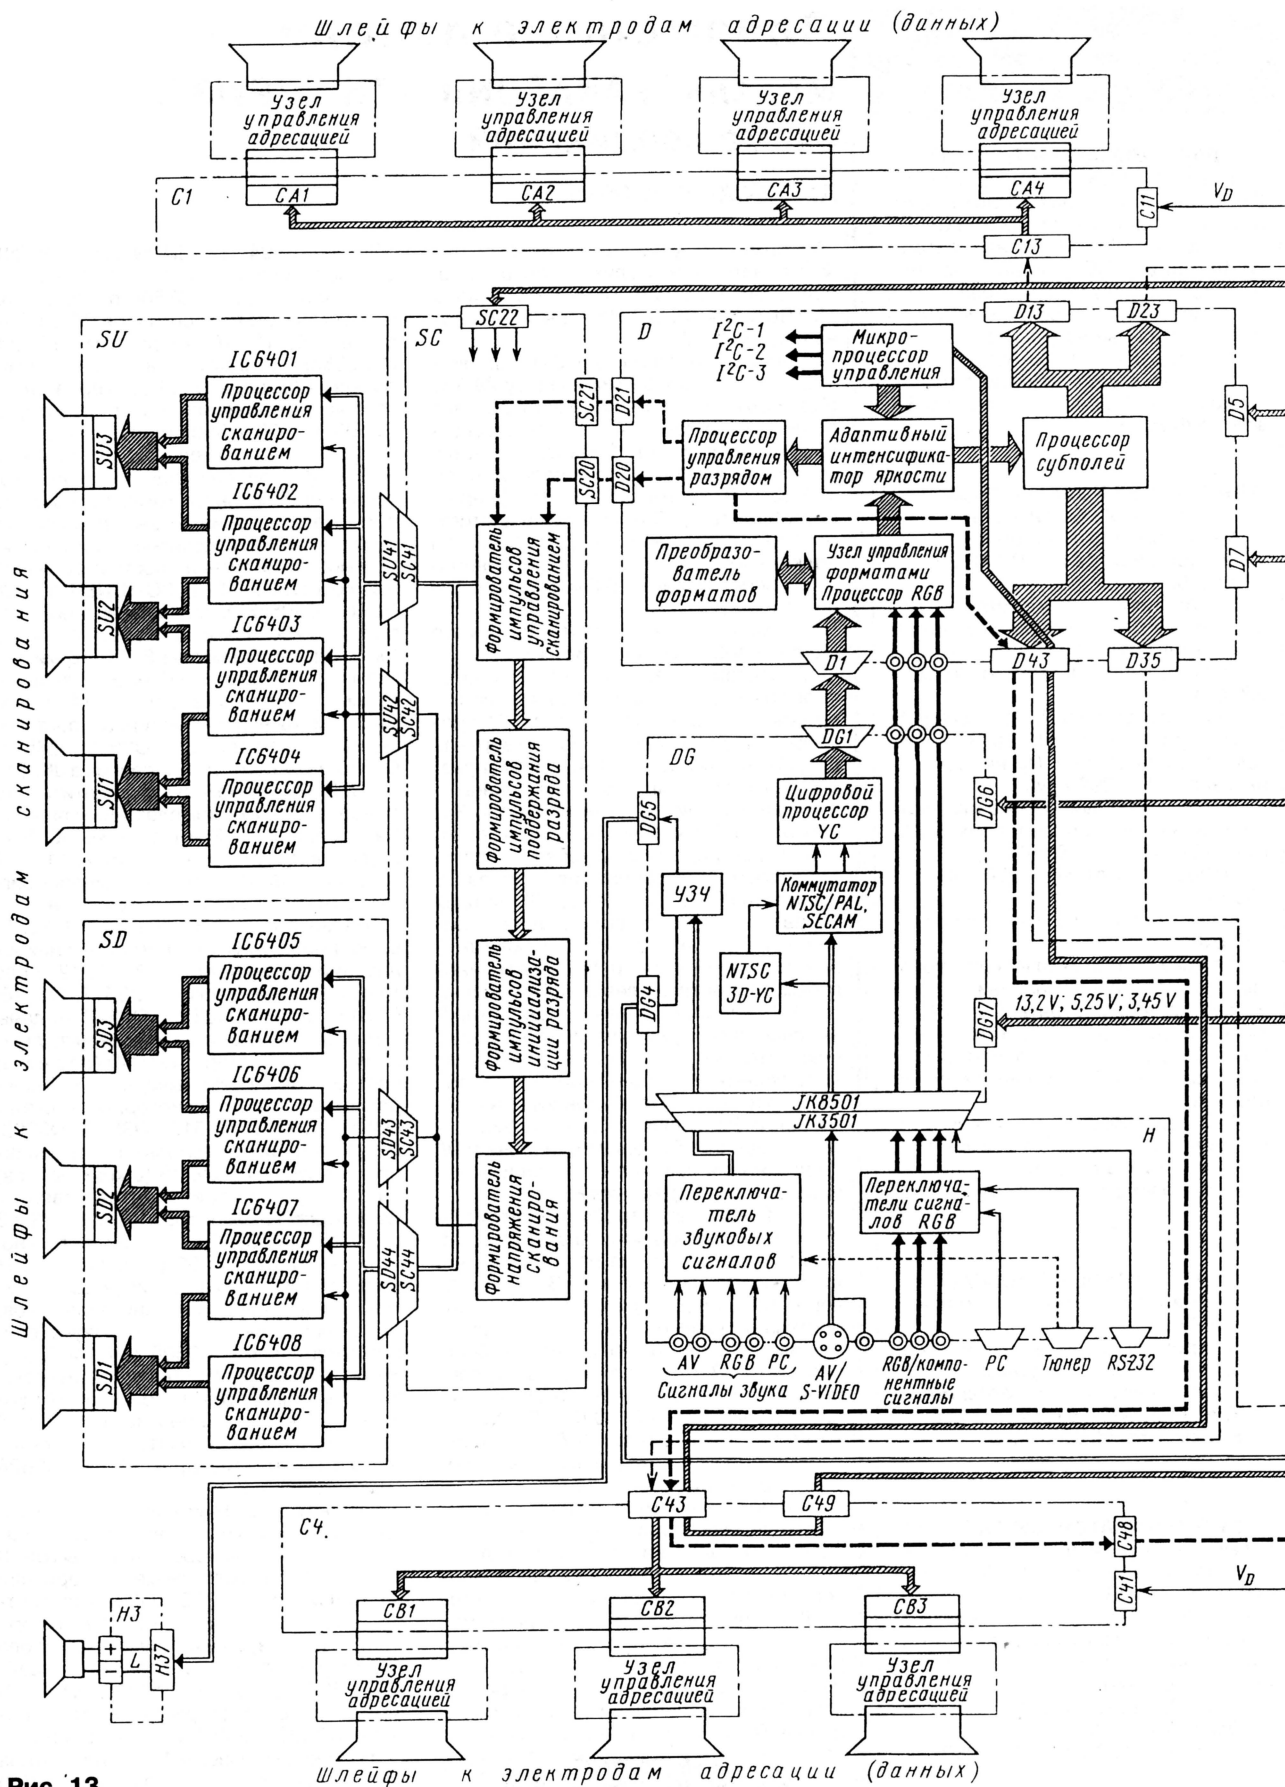 Шлейфы к электродам адресации (данных)
Узел
управления
адресацией
Узел
управления
адресацией
Узел
управления
адресацией
Узел
управления
адресацией
C1
CA1
CA2
CA3
CA4
C11
VD
C13
SU
SC22
SC
D
D13
D23
IC6401
Процессор
управления
сканиро-
ванием
SU3
IC6402
Процессор
управления
сканиро-
ванием
SU2
IC6403
Процессор
управления
сканиро-
ванием
IC6404
Процессор
управления
сканиро-
ванием
SU1
SU41
SC41
SU42
SC42
SC21
D21
SC20
D20
I²C-1
I²C-2
I²C-3
Микро-
процессор
управления
Процессор
управления
разрядом
Адаптивный
интенсифика-
тор яркости
Процессор
субполей
D5
D7
Преобразо-
ватель
форматов
Узел управления
форматами
Процессор RGB
D1
D43
D35
Формирователь
импульсов
управления
сканированием
Формирователь
импульсов
поддержания
разряда
Формирователь
импульсов
инициализа-
ции разряда
Формирователь
напряжения
сканиро-
вания
Шлейфы к электродам сканирования
SD
IC6405
Процессор
управления
сканиро-
ванием
SD3
IC6406
Процессор
управления
сканиро-
ванием
SD2
IC6407
Процессор
управления
сканиро-
ванием
IC6408
Процессор
управления
сканиро-
ванием
SD1
SD43
SC43
SD44
SC44
DG
DG1
DG5
DG6
Цифровой
процессор
YC
УЗЧ
Коммутатор
NTSC/PAL,
SECAM
NTSC
3D-YC
DG4
DG17
13,2 V; 5,25 V; 3,45 V
JK8501
JK3501
H
Переключа-
тель
звуковых
сигналов
Переключа-
тели сигна-
лов RGB
AV RGB PC
Сигналы звука
AV/
S-VIDEO
RGB/компо-
нентные
сигналы
PC
Тюнер
RS-232
C4
C43
C49
C48
C41
VD
CB1
CB2
CB3
H3
+
−
L
H37
Узел
управления
адресацией
Узел
управления
адресацией
Узел
управления
адресацией
Шлейфы к электродам адресации (данных)
Рис. 13